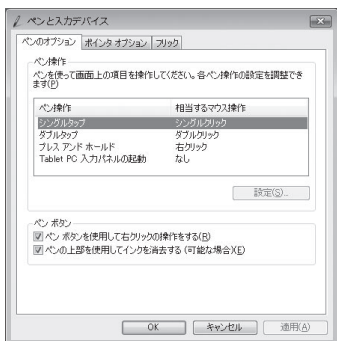 ペンと入力デバイス
ペンのオプション ポインタ オプション フリック
ペン操作
ペンを使って画面上の項目を操作してください。各ペン操作の設定を調整でき
ます(P)
ペン操作 相当するマウス操作
シングルタップ シングルクリック
ダブルタップ ダブルクリック
プレス アンド ホールド 右クリック
Tablet PC 入力パネルの起動 なし
設定(S)...
ペン ボタン
ペン ボタンを使用して右クリックの操作をする(R)
ペンの上部を使用してインクを消去する (可能な場合)(E)
OK キャンセル 適用(A)